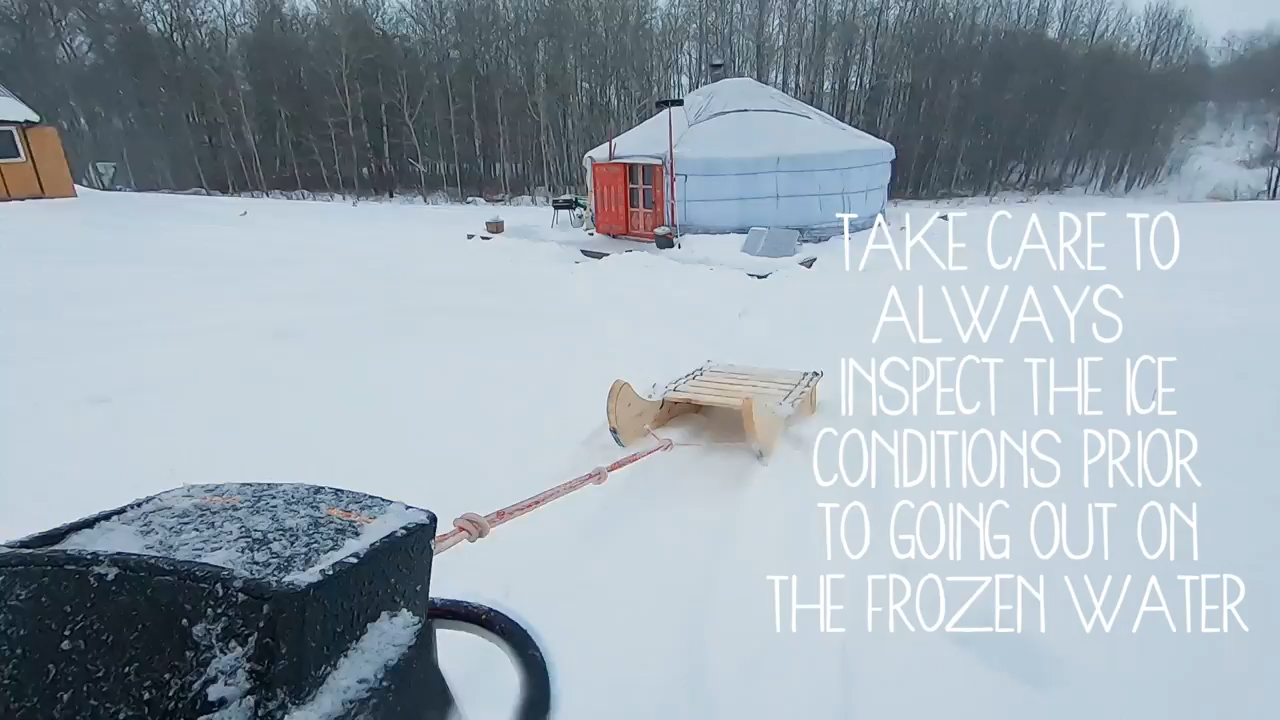 TAKE CARE TO
ALWAYS
INSPECT THE ICE
CONDITIONS PRIOR
TO GOING OUT ON
THE FROZEN WATER